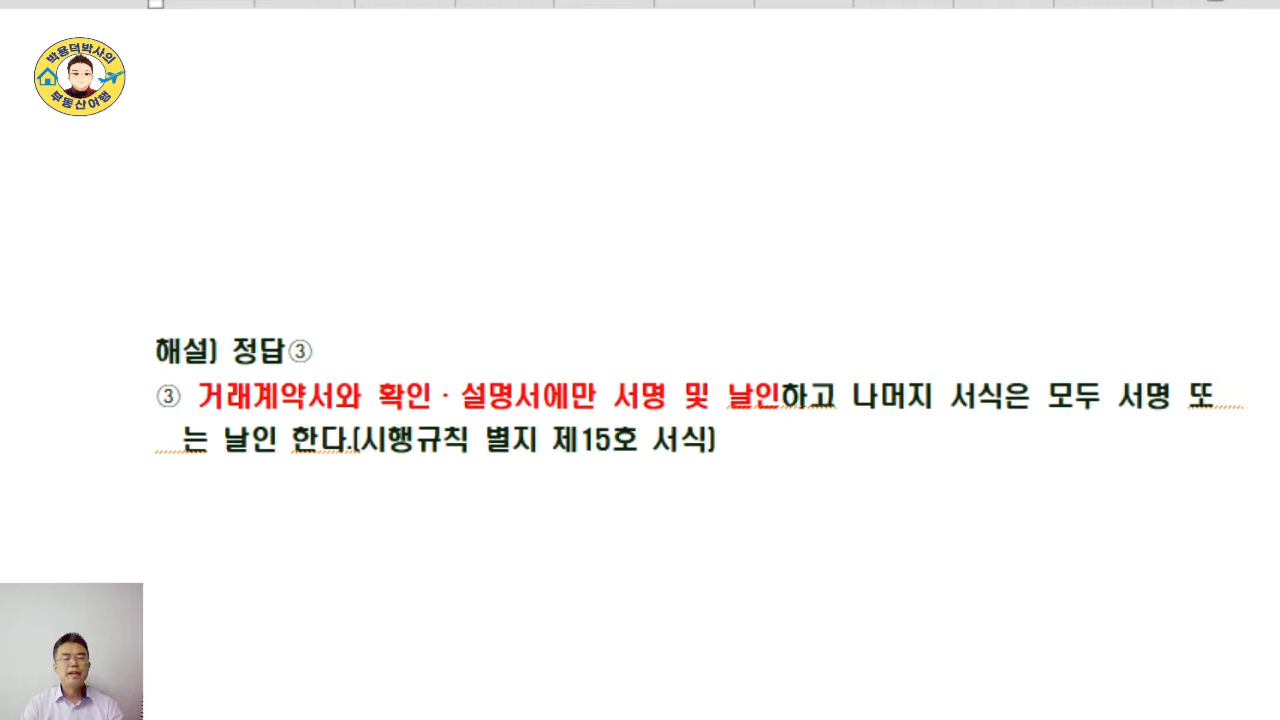 박용덕박사의
부동산여행
해설) 정답③
③ 거래계약서와 확인·설명서에만 서명 및 날인하고 나머지 서식은 모두 서명 또
는 날인 한다.(시행규칙 별지 제15호 서식)